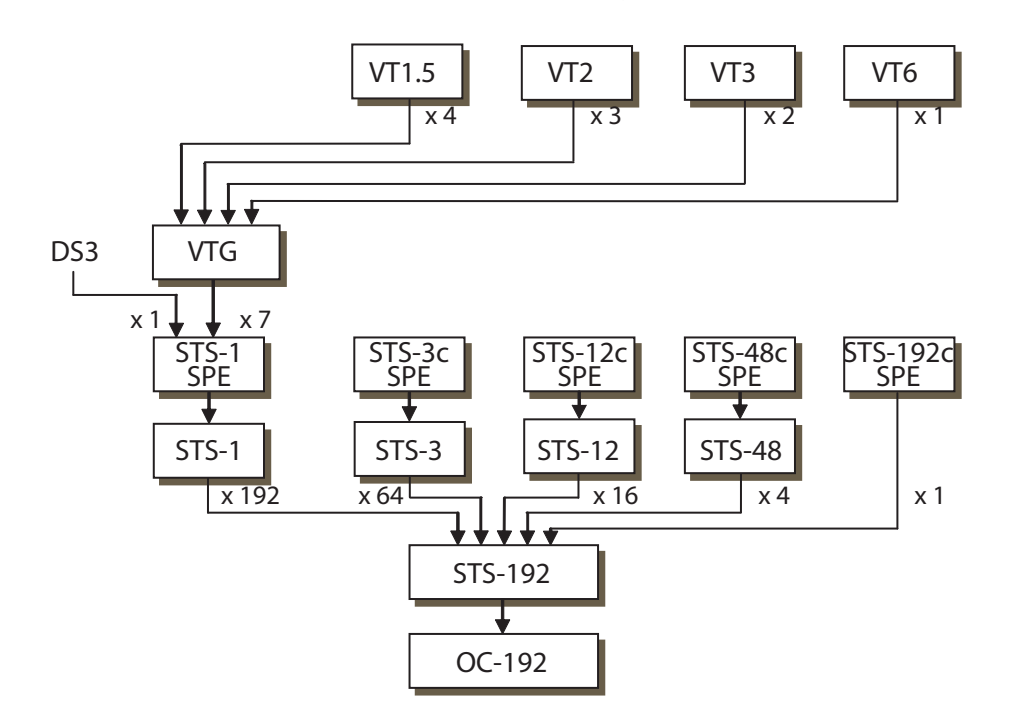 VT1.5
VT2
VT3
VT6
x 4
x 3
x 2
x 1
DS3
VTG
x 1
x 7
STS-1
SPE
STS-3c
SPE
STS-12c
SPE
STS-48c
SPE
STS-192c
SPE
STS-1
STS-3
STS-12
STS-48
x 192
x 64
x 16
x 4
x 1
STS-192
OC-192